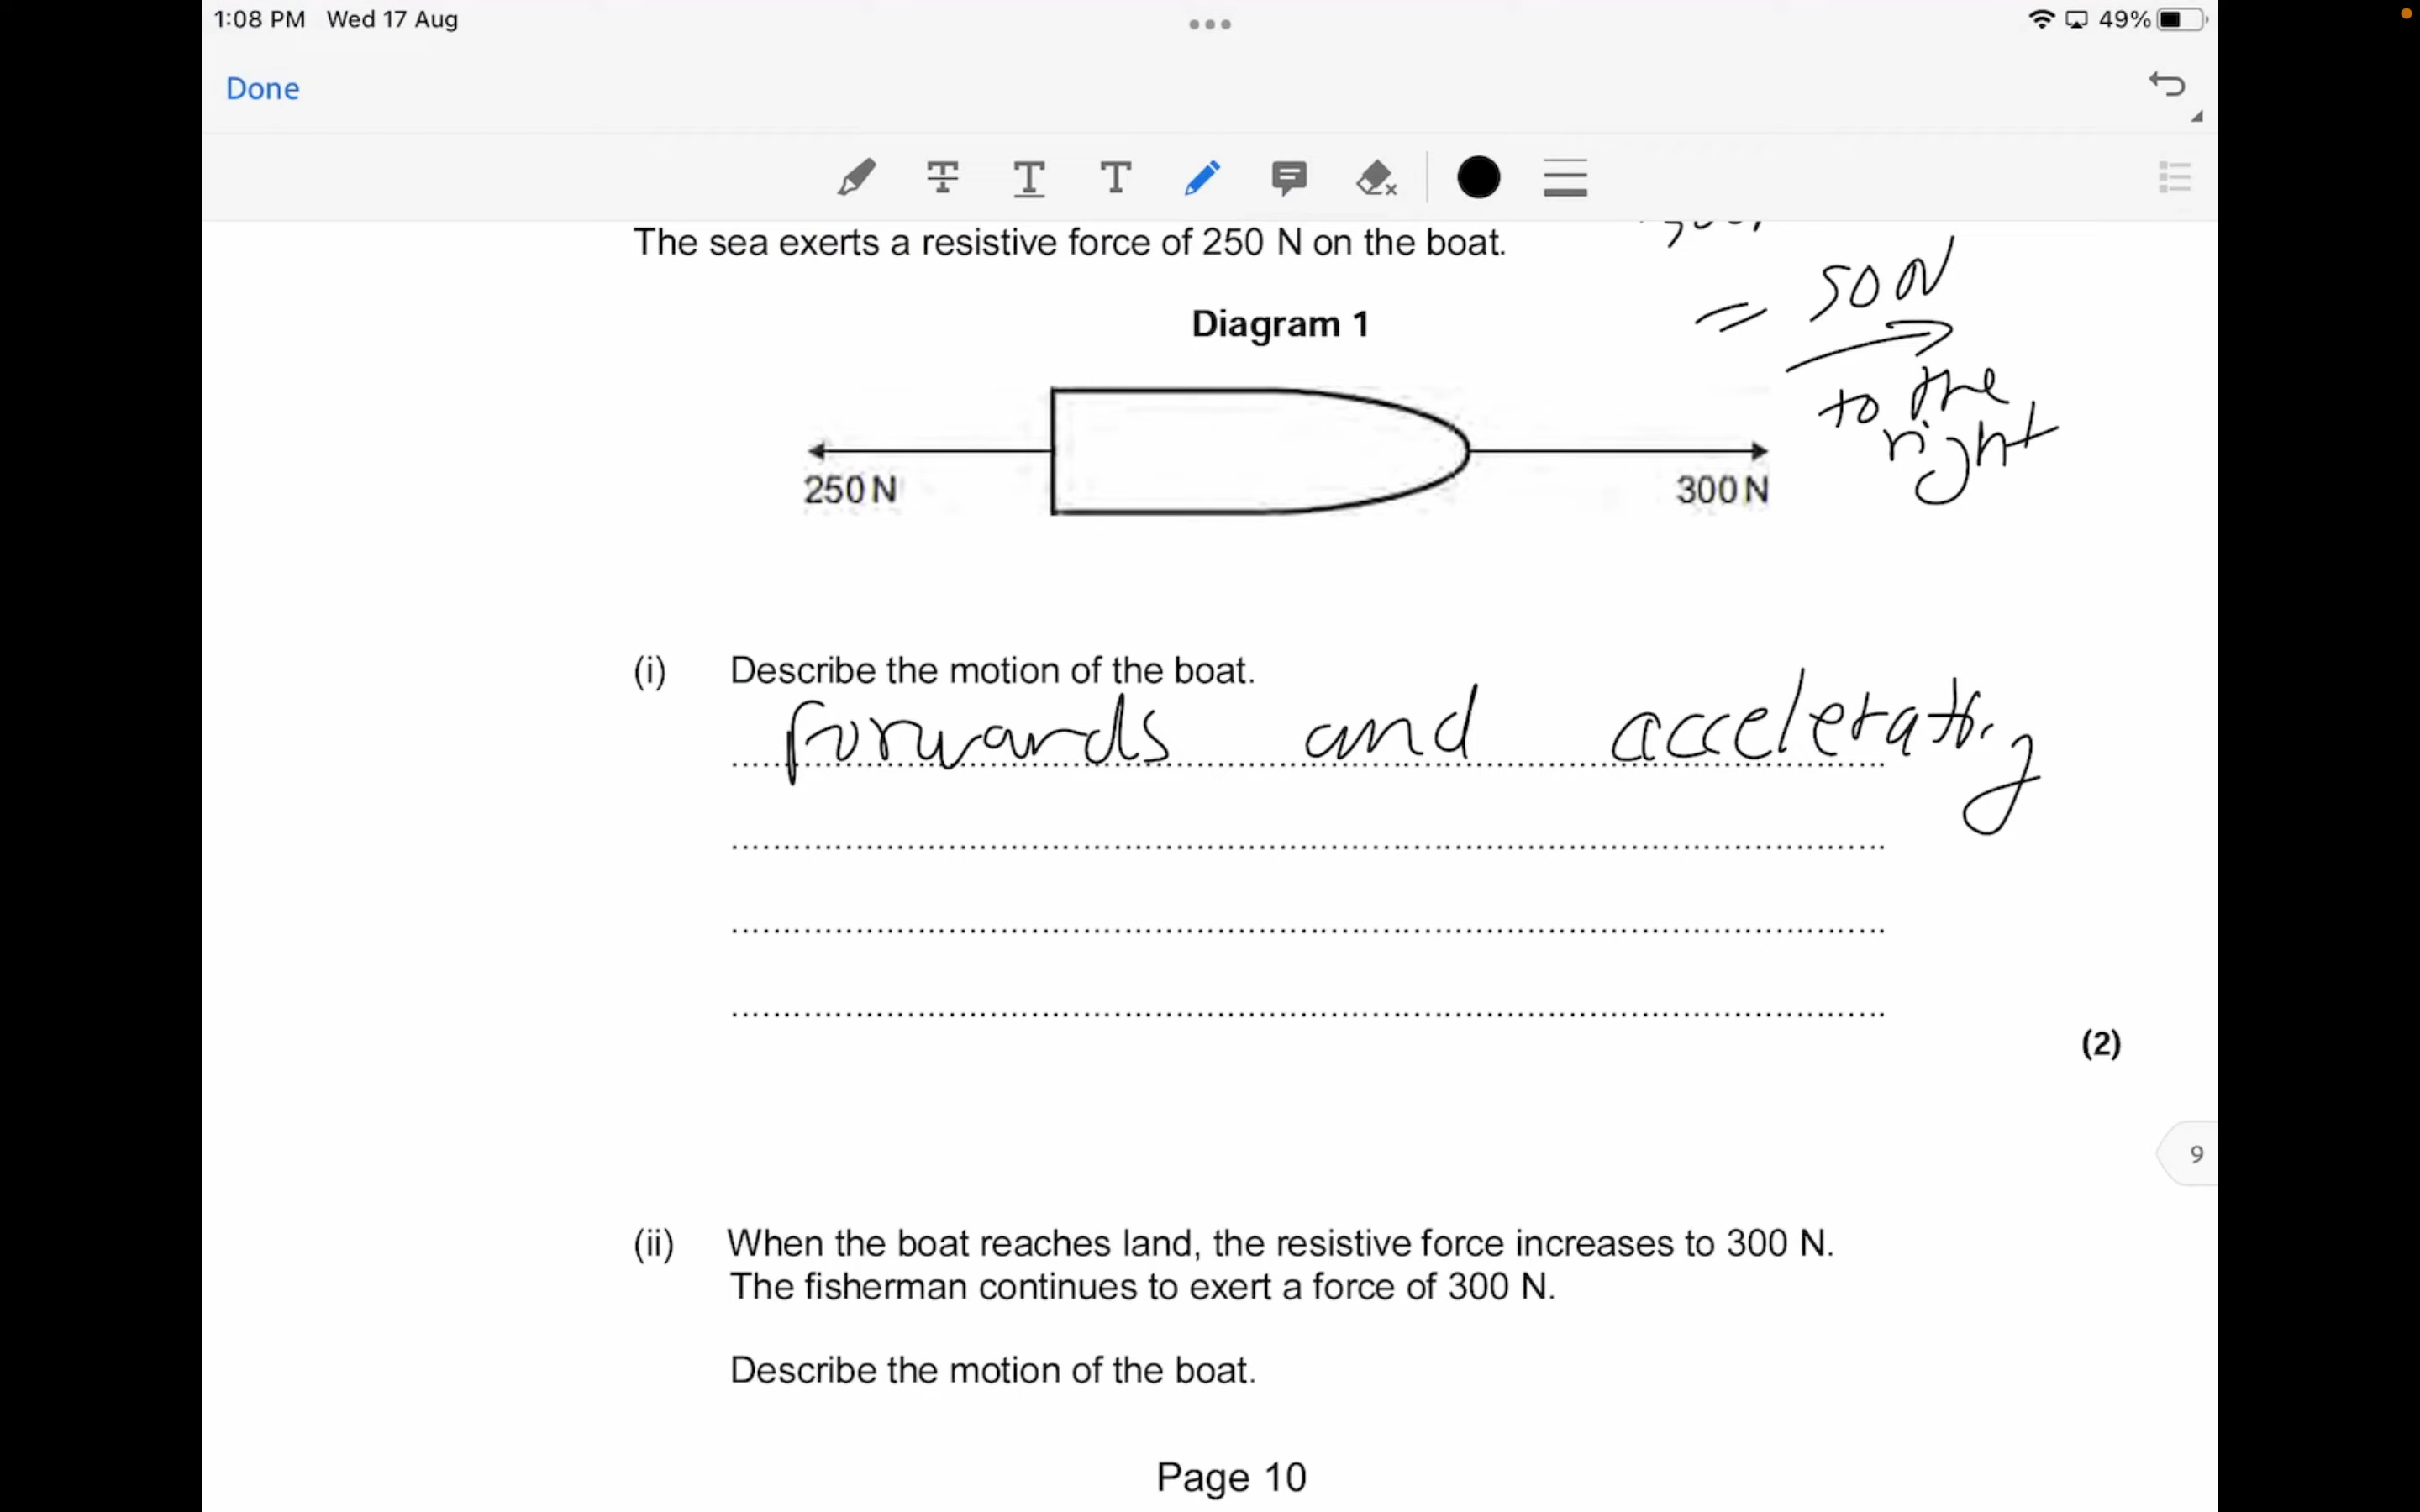 1:08 PM Wed 17 Aug
49%
Done
The sea exerts a resistive force of 250 N on the boat.
= 50N
Diagram 1
to the
right
250 N
300 N
(i) Describe the motion of the boat.
forwards and accelerating
(2)
9
(ii) When the boat reaches land, the resistive force increases to 300 N.
The fisherman continues to exert a force of 300 N.
Describe the motion of the boat.
Page 10